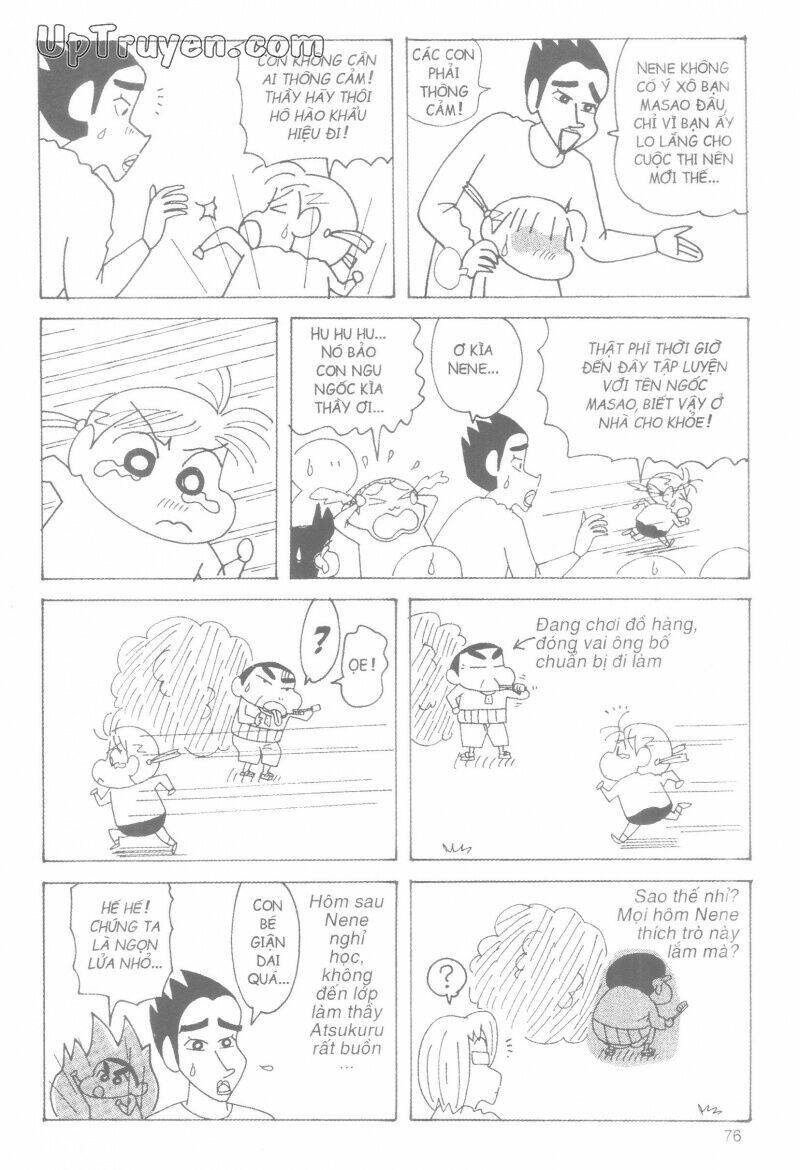 UpTruyen.com
NENE KHÔNG
CỐ Ý XÔ BẠN
MASAO ĐÂU,
CHỈ VÌ BẠN ẤY
LO LẮNG CHO
CUỘC THI NÊN
MỚI THẾ...
CÁC CON
PHẢI
THÔNG
CẢM!
CON KHÔNG CẦN
AI THÔNG CẢM!
THẦY HÃY THÔI
HÔ HÀO KHẨU
HIỆU ĐI!
THẬT PHÍ THỜI GIỜ
ĐẾN ĐÂY TẬP LUYỆN
VỚI TÊN NGỐC
MASAO, BIẾT VẬY Ở
NHÀ CHO KHỎE!
Ơ KÌA
NENE...
HU HU HU...
NÓ BẢO
CON NGU
NGỐC KÌA
THẦY ƠI...
Đang chơi đồ hàng,
đóng vai ông bố
chuẩn bị đi làm
?
ỌE!
Sao thế nhỉ?
Mọi hôm Nene
thích trò này
lắm mà?
?
Hôm sau
Nene
nghỉ
học,
không
đến lớp
làm thầy
Atsukuru
rất buồn
...
CON
BÉ
GIẬN
DAI
QUÁ...
HẾ HẾ!
CHÚNG TA
LÀ NGỌN
LỬA NHỎ...
76